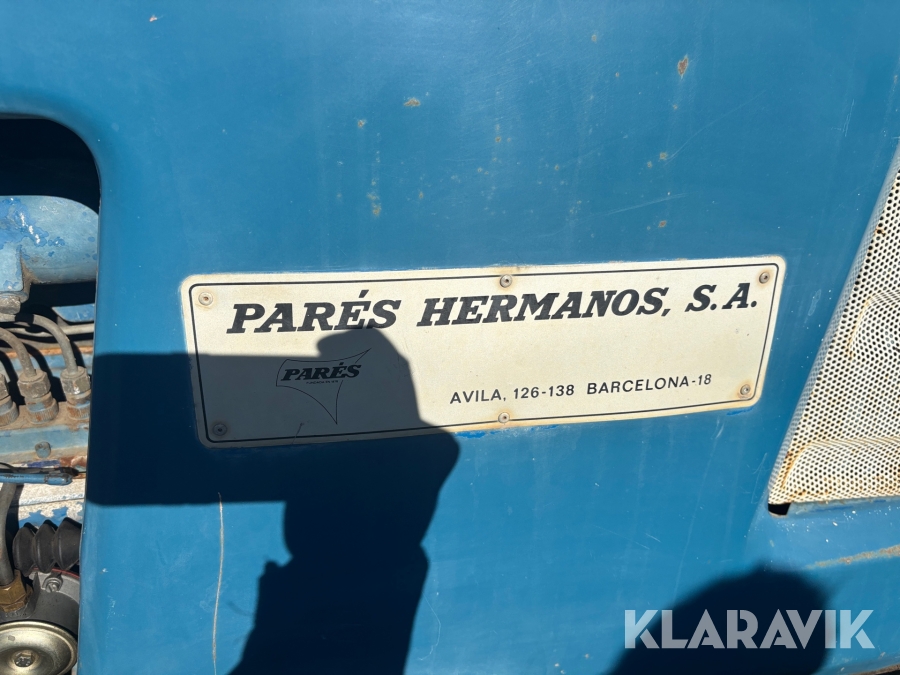 PARÉS HERMANOS, S.A.
PARÉS
AVILA, 126-138 BARCELONA-18
KLARAVIK